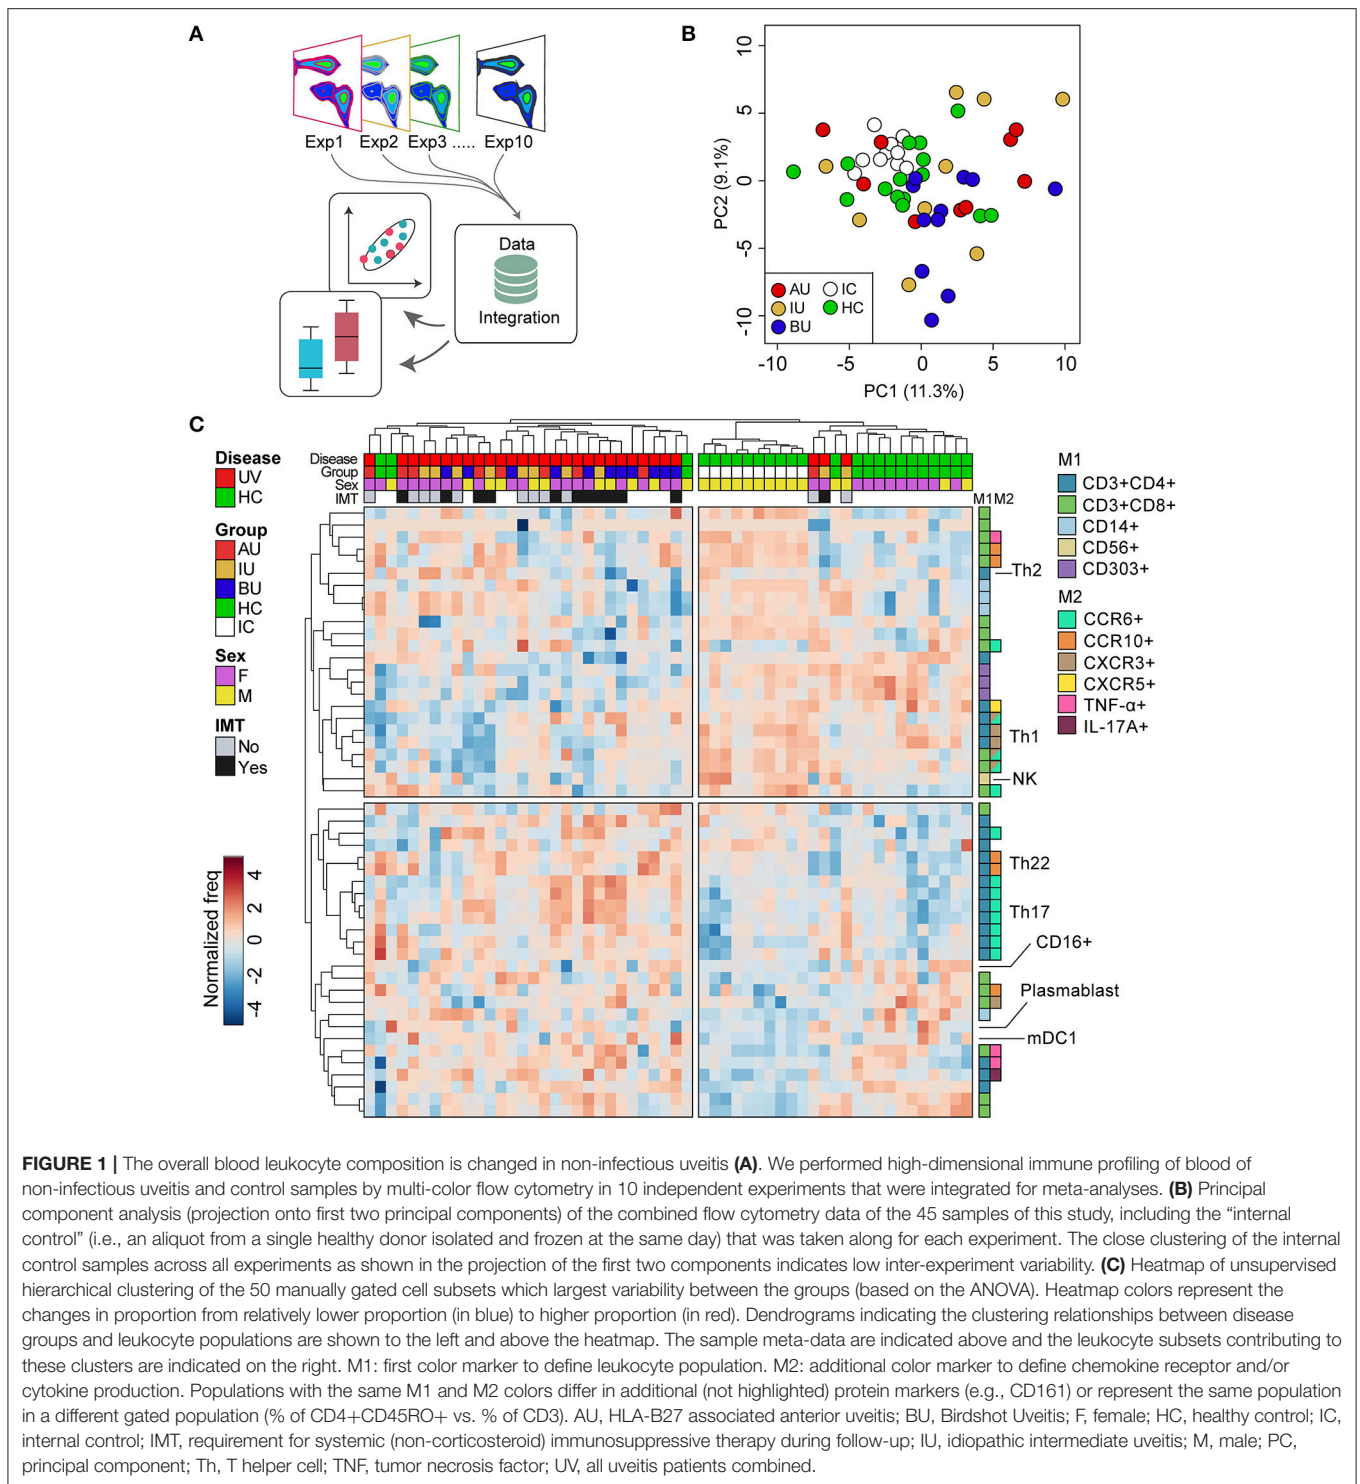 A
Exp1 Exp2 Exp3 ..... Exp10
Data
Integration
B
PC2 (9.1%)
10
5
0
-5
-10
AU IC
IU HC
BU
-10 -5 0 5 10
PC1 (11.3%)
C
Disease
UV
HC
Group
AU
IU
BU
HC
IC
Sex
F
M
IMT
No
Yes
Normalized freq
4
2
0
-2
-4
Disease
Group
Sex
IMT
M1 M2
Th2
Th1
NK
Th22
Th17
CD16+
Plasmablast
mDC1
M1
CD3+CD4+
CD3+CD8+
CD14+
CD56+
CD303+
M2
CCR6+
CCR10+
CXCR3+
CXCR5+
TNF-α+
IL-17A+
FIGURE 1 | The overall blood leukocyte composition is changed in non-infectious uveitis (A). We performed high-dimensional immune profiling of blood of
non-infectious uveitis and control samples by multi-color flow cytometry in 10 independent experiments that were integrated for meta-analyses. (B) Principal
component analysis (projection onto first two principal components) of the combined flow cytometry data of the 45 samples of this study, including the “internal
control” (i.e., an aliquot from a single healthy donor isolated and frozen at the same day) that was taken along for each experiment. The close clustering of the internal
control samples across all experiments as shown in the projection of the first two components indicates low inter-experiment variability. (C) Heatmap of unsupervised
hierarchical clustering of the 50 manually gated cell subsets which largest variability between the groups (based on the ANOVA). Heatmap colors represent the
changes in proportion from relatively lower proportion (in blue) to higher proportion (in red). Dendrograms indicating the clustering relationships between disease
groups and leukocyte populations are shown to the left and above the heatmap. The sample meta-data are indicated above and the leukocyte subsets contributing to
these clusters are indicated on the right. M1: first color marker to define leukocyte population. M2: additional color marker to define chemokine receptor and/or
cytokine production. Populations with the same M1 and M2 colors differ in additional (not highlighted) protein markers (e.g., CD161) or represent the same population
in a different gated population (% of CD4+CD45RO+ vs. % of CD3). AU, HLA-B27 associated anterior uveitis; BU, Birdshot Uveitis; F, female; HC, healthy control; IC,
internal control; IMT, requirement for systemic (non-corticosteroid) immunosuppressive therapy during follow-up; IU, idiopathic intermediate uveitis; M, male; PC,
principal component; Th, T helper cell; TNF, tumor necrosis factor; UV, all uveitis patients combined.